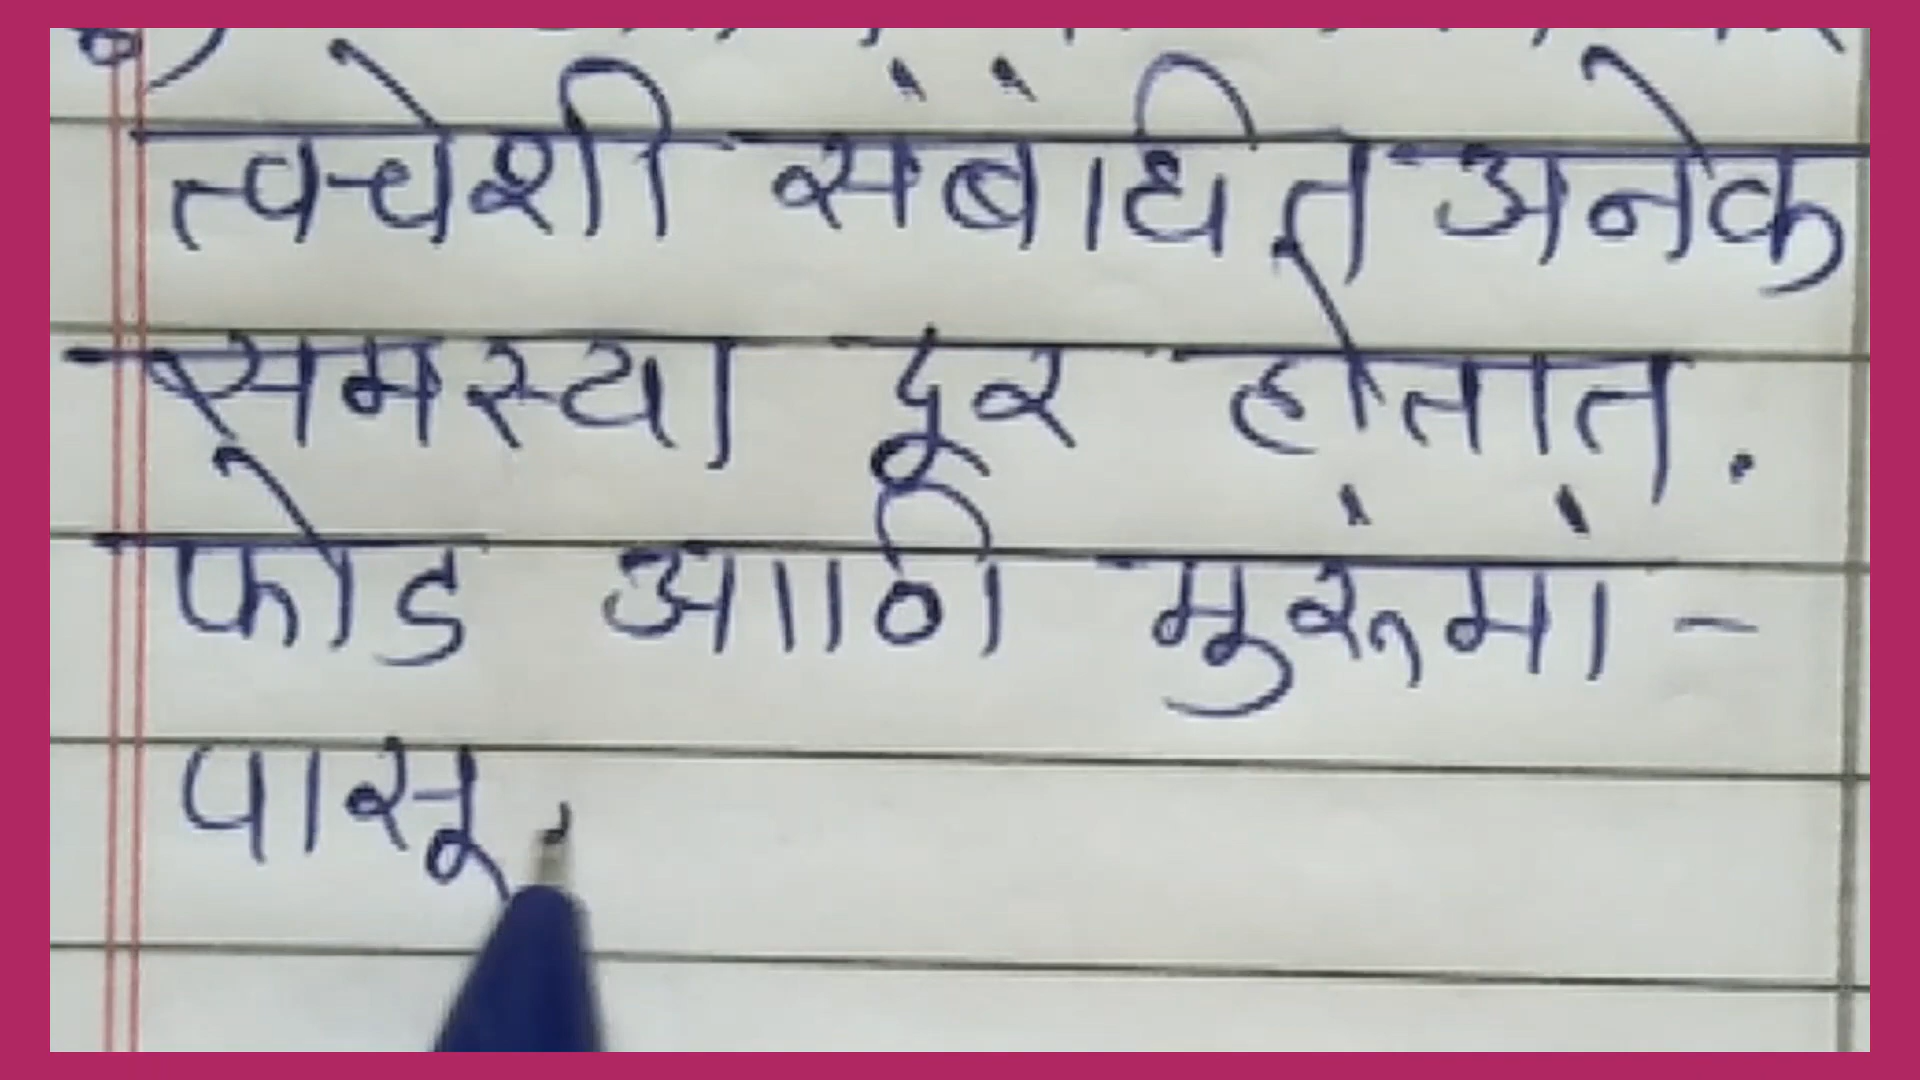 त्वचेशी संबंधित अनेक
समस्या दूर होतात.
फोड आणि मुरूमां -
पासू